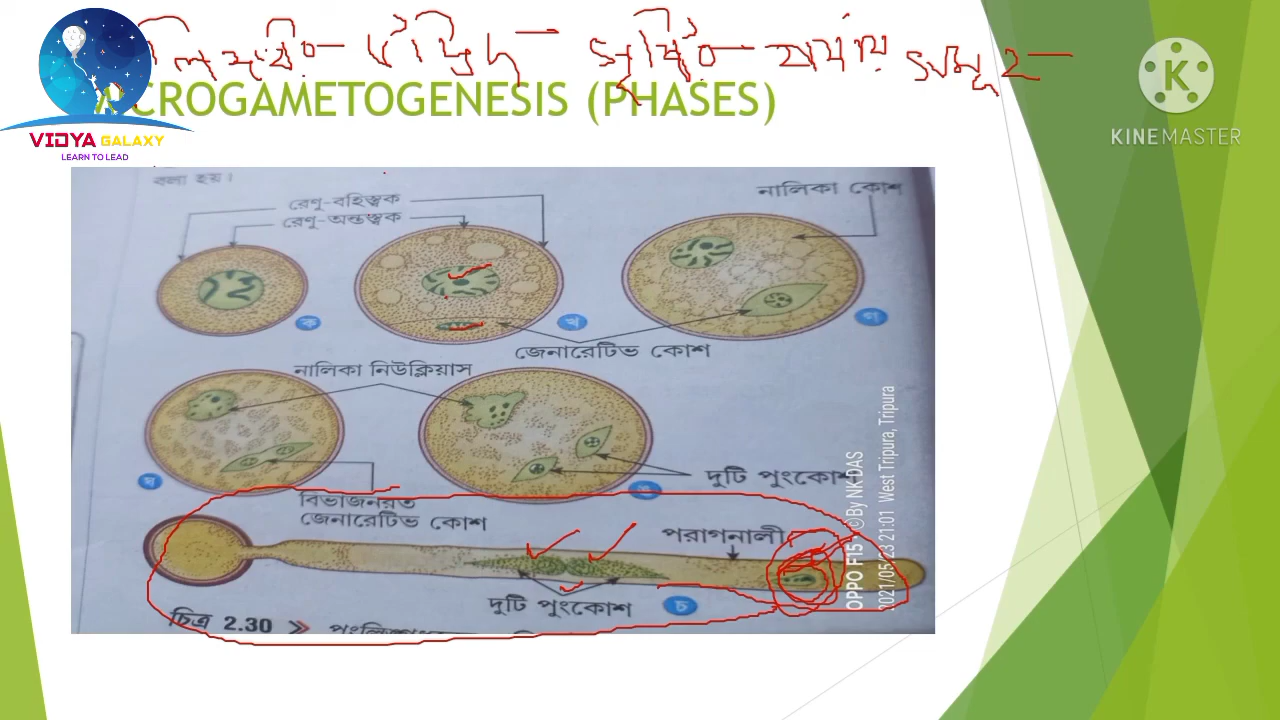 সৃষ্টির
VIDYA GALAXY
LEARN TO LEAD
CROGAMETOGENESIS (PHASES)
KINEMASTER
বলা হয়।
রেণু-বহিস্ত্বক
রেণু-অন্তস্ত্বক
নালিকা কোশ
ক
খ
গ
জেনারেটিভ কোশ
নালিকা নিউক্লিয়াস
ঘ
দুটি পুংকোশ
বিভাজনরত
জেনারেটিভ কোশ
পরাগনালী
দুটি পুংকোশ
চ
চিত্র 2.30
OPPO F15 ©By NK DAS
2021/05/23 21:01 West Tripura, Tripura